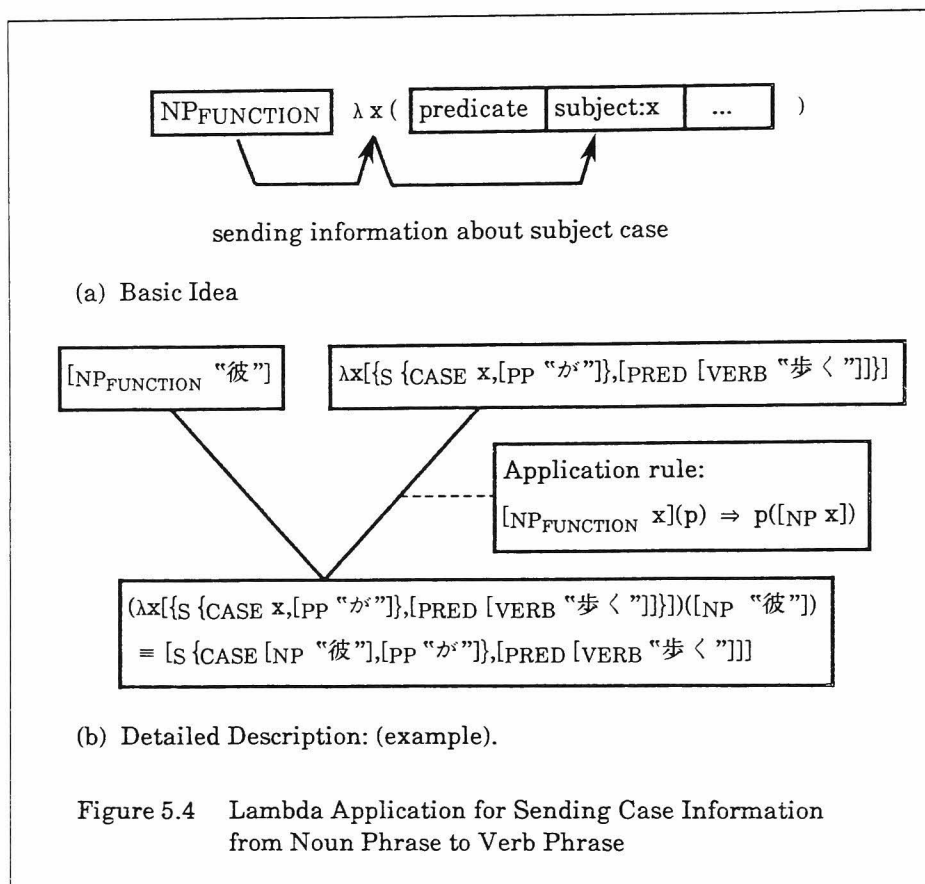 NPFUNCTION λ x ( predicate subject:x ... )
sending information about subject case
(a) Basic Idea
[NPFUNCTION “彼”]
λx[{S {CASE x,[PP “が”]},[PRED [VERB “歩く”]]}]
Application rule:
[NPFUNCTION x](p) ⇒ p([NP x])
(λx[{S {CASE x,[PP “が”]},[PRED [VERB “歩く”]]}])([NP “彼”])
≡ [S {CASE [NP “彼”],[PP “が”]},[PRED [VERB “歩く”]]]
(b) Detailed Description: (example).
Figure 5.4 Lambda Application for Sending Case Information
from Noun Phrase to Verb Phrase